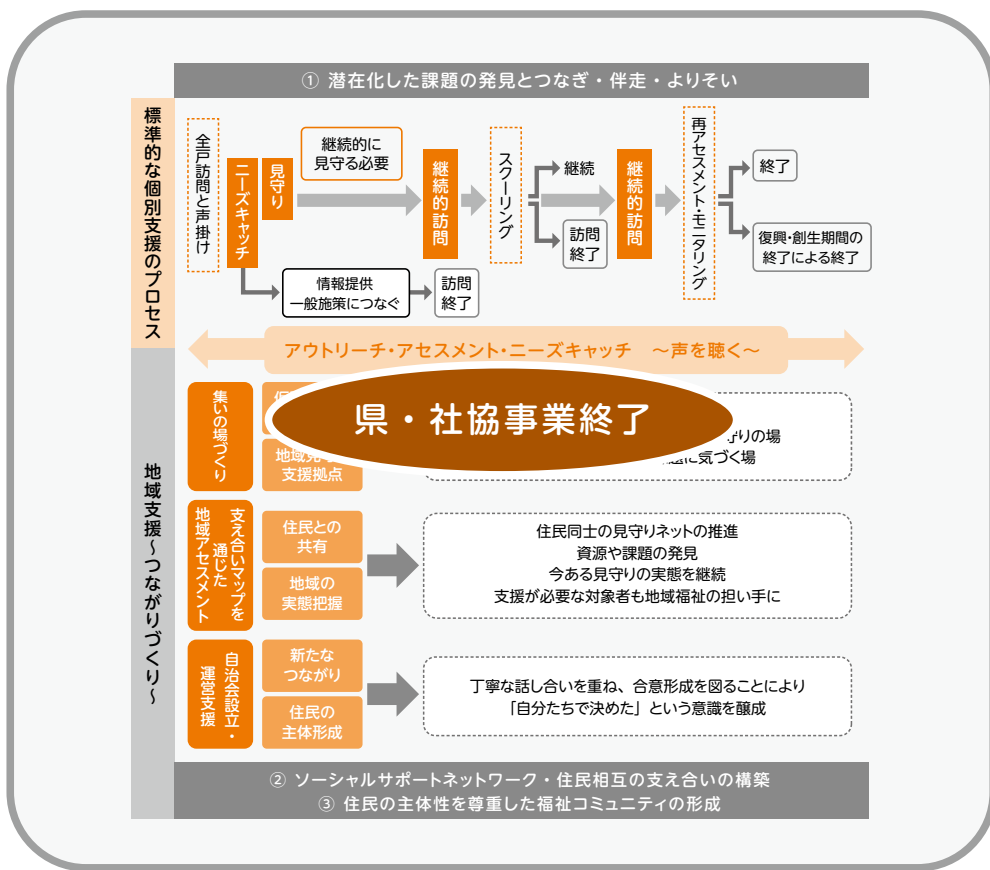 ① 潜在化した課題の発見とつなぎ・伴走・よりそい
標準的な個別支援のプロセス
全戸訪問と声掛け
ニーズキャッチ
見守り
継続的に
見守る必要
継続的訪問
スクーリング
継続
訪問
終了
継続的訪問
再アセスメント・モニタリング
終了
復興・創生期間の
終了による終了
情報提供
一般施策につなぐ
訪問
終了
アウトリーチ・アセスメント・ニーズキャッチ ～声を聴く～
県・社協事業終了
地域支援～つながりづくり～
集いの場づくり
地域見
支援拠点
守りの場
に気づく場
支え合いマップを
通じた
地域アセスメント
住民との
共有
地域の
実態把握
住民同士の見守りネットの推進
資源や課題の発見
今ある見守りの実態を継続
支援が必要な対象者も地域福祉の担い手に
自治会設立・
運営支援
新たな
つながり
住民の
主体形成
丁寧な話し合いを重ね、合意形成を図ることにより
「自分たちで決めた」という意識を醸成
② ソーシャルサポートネットワーク・住民相互の支え合いの構築
③ 住民の主体性を尊重した福祉コミュニティの形成